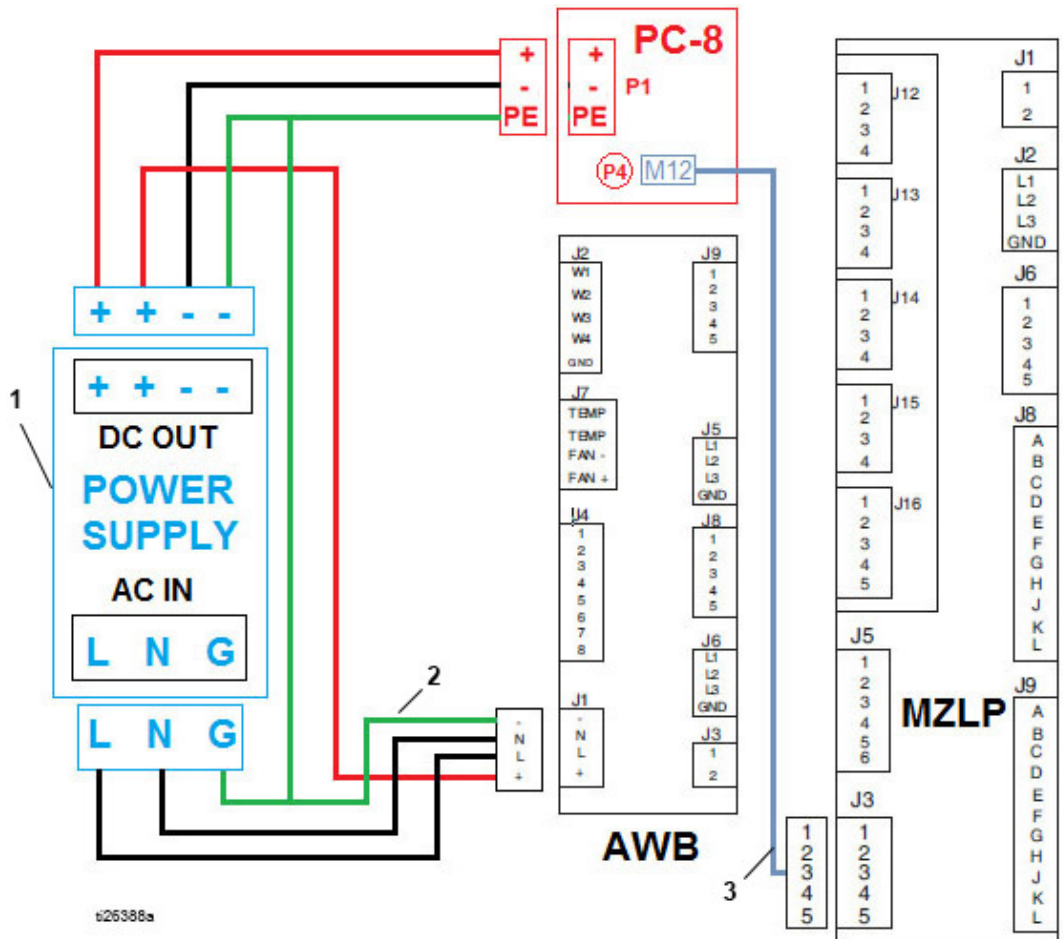 +
-
PE
PC-8
+
-
PE
P1
P4
M12
+ + - -
1
+ + - -
DC OUT
POWER
SUPPLY
AC IN
L N G
L N G
2
-
N
L
+
J2
W1
W2
W3
W4
GND
J7
TEMP
TEMP
FAN -
FAN +
J4
1
2
3
4
5
6
7
8
J1
-
N
L
+
J9
1
2
3
4
5
J5
L1
L2
L3
GND
J8
1
2
3
4
5
J6
L1
L2
L3
GND
J3
1
2
AWB
3
J12
1
2
3
4
J13
1
2
3
4
J14
1
2
3
4
J15
1
2
3
4
J16
1
2
3
4
5
J5
1
2
3
4
5
6
J3
1
2
3
4
5
1
2
3
4
5
MZLP
J1
1
2
J2
L1
L2
L3
GND
J6
1
2
3
4
5
J8
A
B
C
D
E
F
G
H
J
K
L
J9
A
B
C
D
E
F
G
H
J
K
L
ti26388a